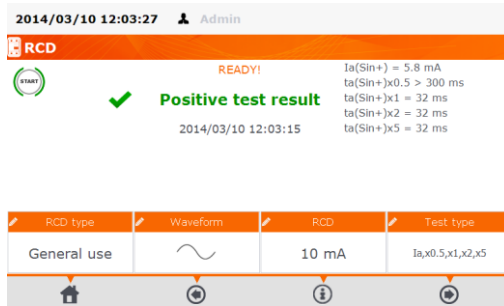 2014/03/10 12:03:27 Admin
RCD
START
READY!
Positive test result
2014/03/10 12:03:15
Ia(Sin+) = 5.8 mA
ta(Sin+)x0.5 > 300 ms
ta(Sin+)x1 = 32 ms
ta(Sin+)x2 = 32 ms
ta(Sin+)x5 = 32 ms
RCD type Waveform RCD Test type
General use 10 mA Ia,x0.5,x1,x2,x5